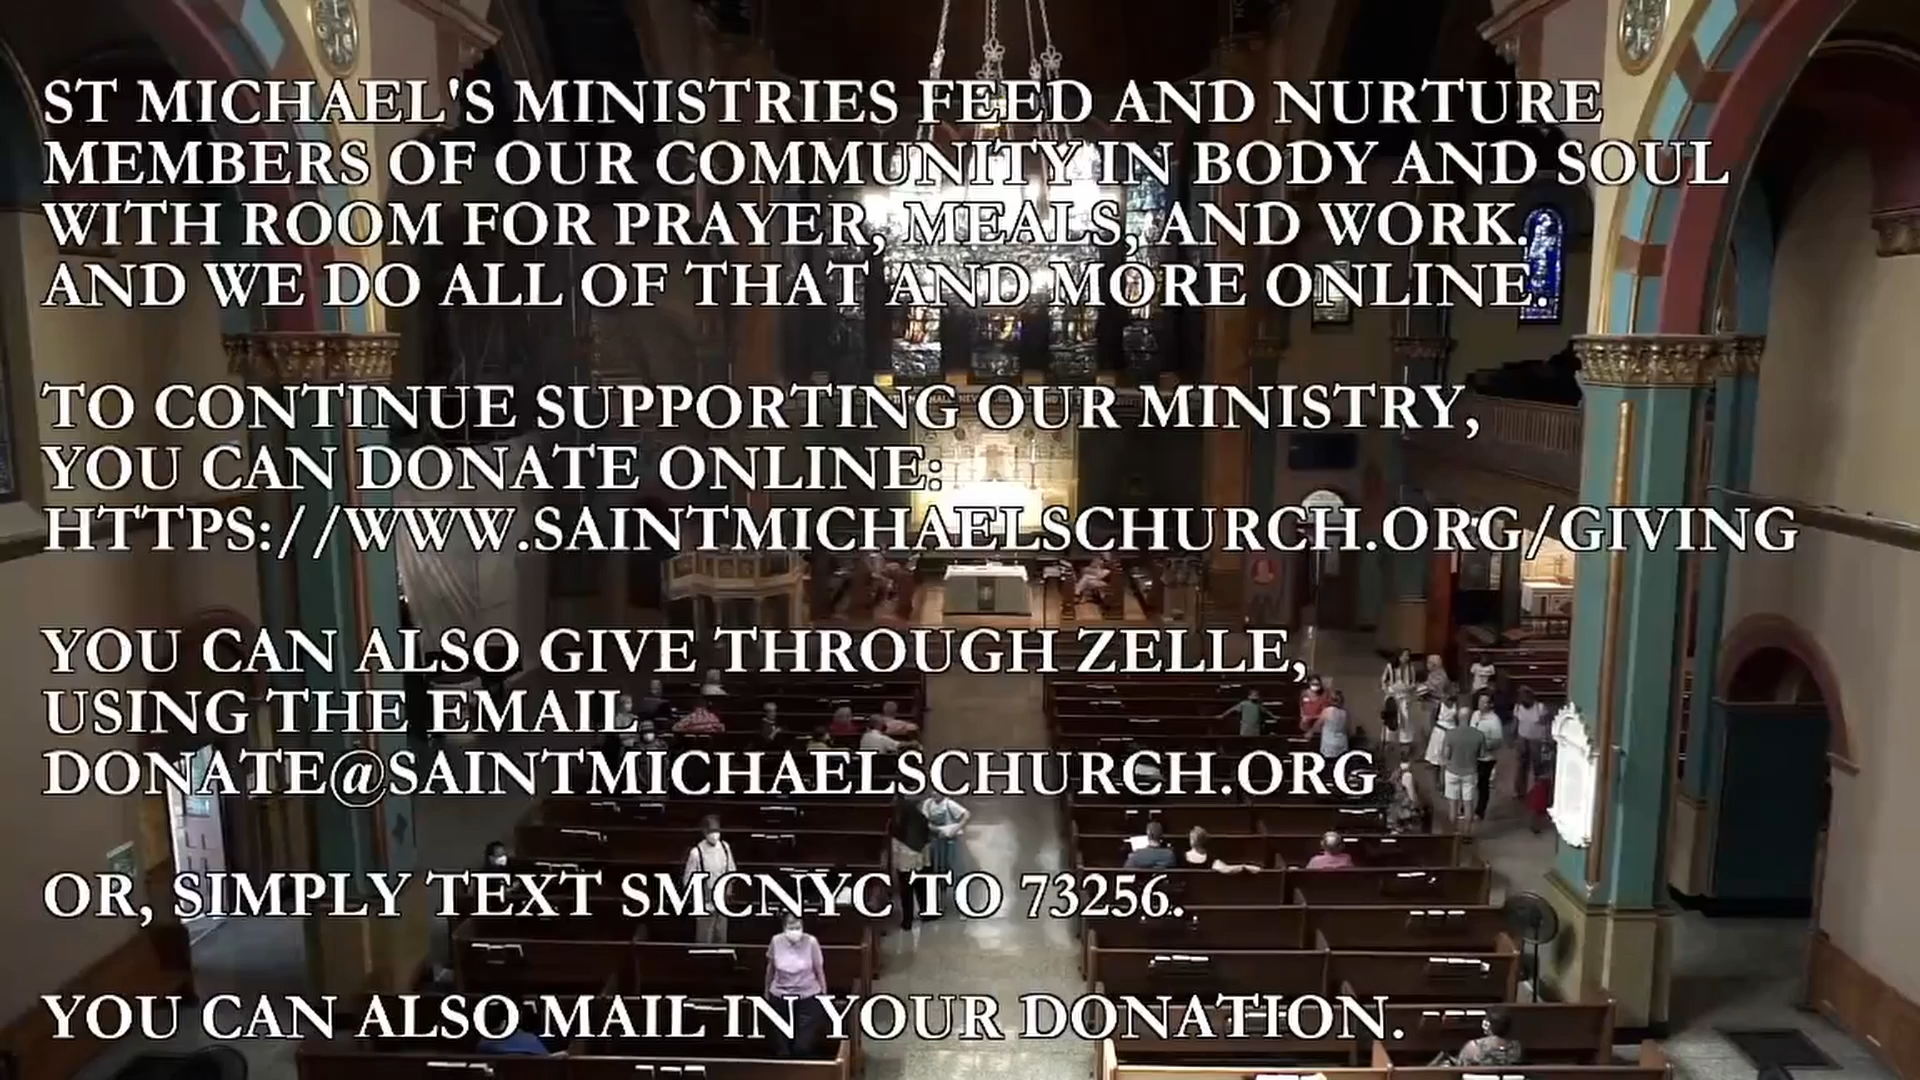 ST MICHAEL'S MINISTRIES FEED AND NURTURE
MEMBERS OF OUR COMMUNITY IN BODY AND SOUL
WITH ROOM FOR PRAYER, MEALS, AND WORK.
AND WE DO ALL OF THAT AND MORE ONLINE.
TO CONTINUE SUPPORTING OUR MINISTRY,
YOU CAN DONATE ONLINE:
HTTPS://WWW.SAINTMICHAELSCHURCH.ORG/GIVING
YOU CAN ALSO GIVE THROUGH ZELLE,
USING THE EMAIL
DONATE@SAINTMICHAELSCHURCH.ORG
OR, SIMPLY TEXT SMCNYC TO 73256.
YOU CAN ALSO MAIL IN YOUR DONATION.